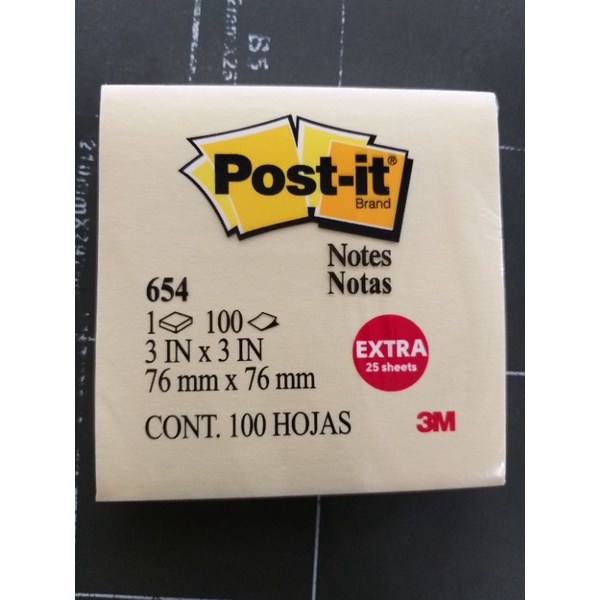 B5
Post-it®
Brand
Notes
Notas
654
1 100
3 IN x 3 IN
76 mm x 76 mm
EXTRA
25 sheets
CONT. 100 HOJAS
3M